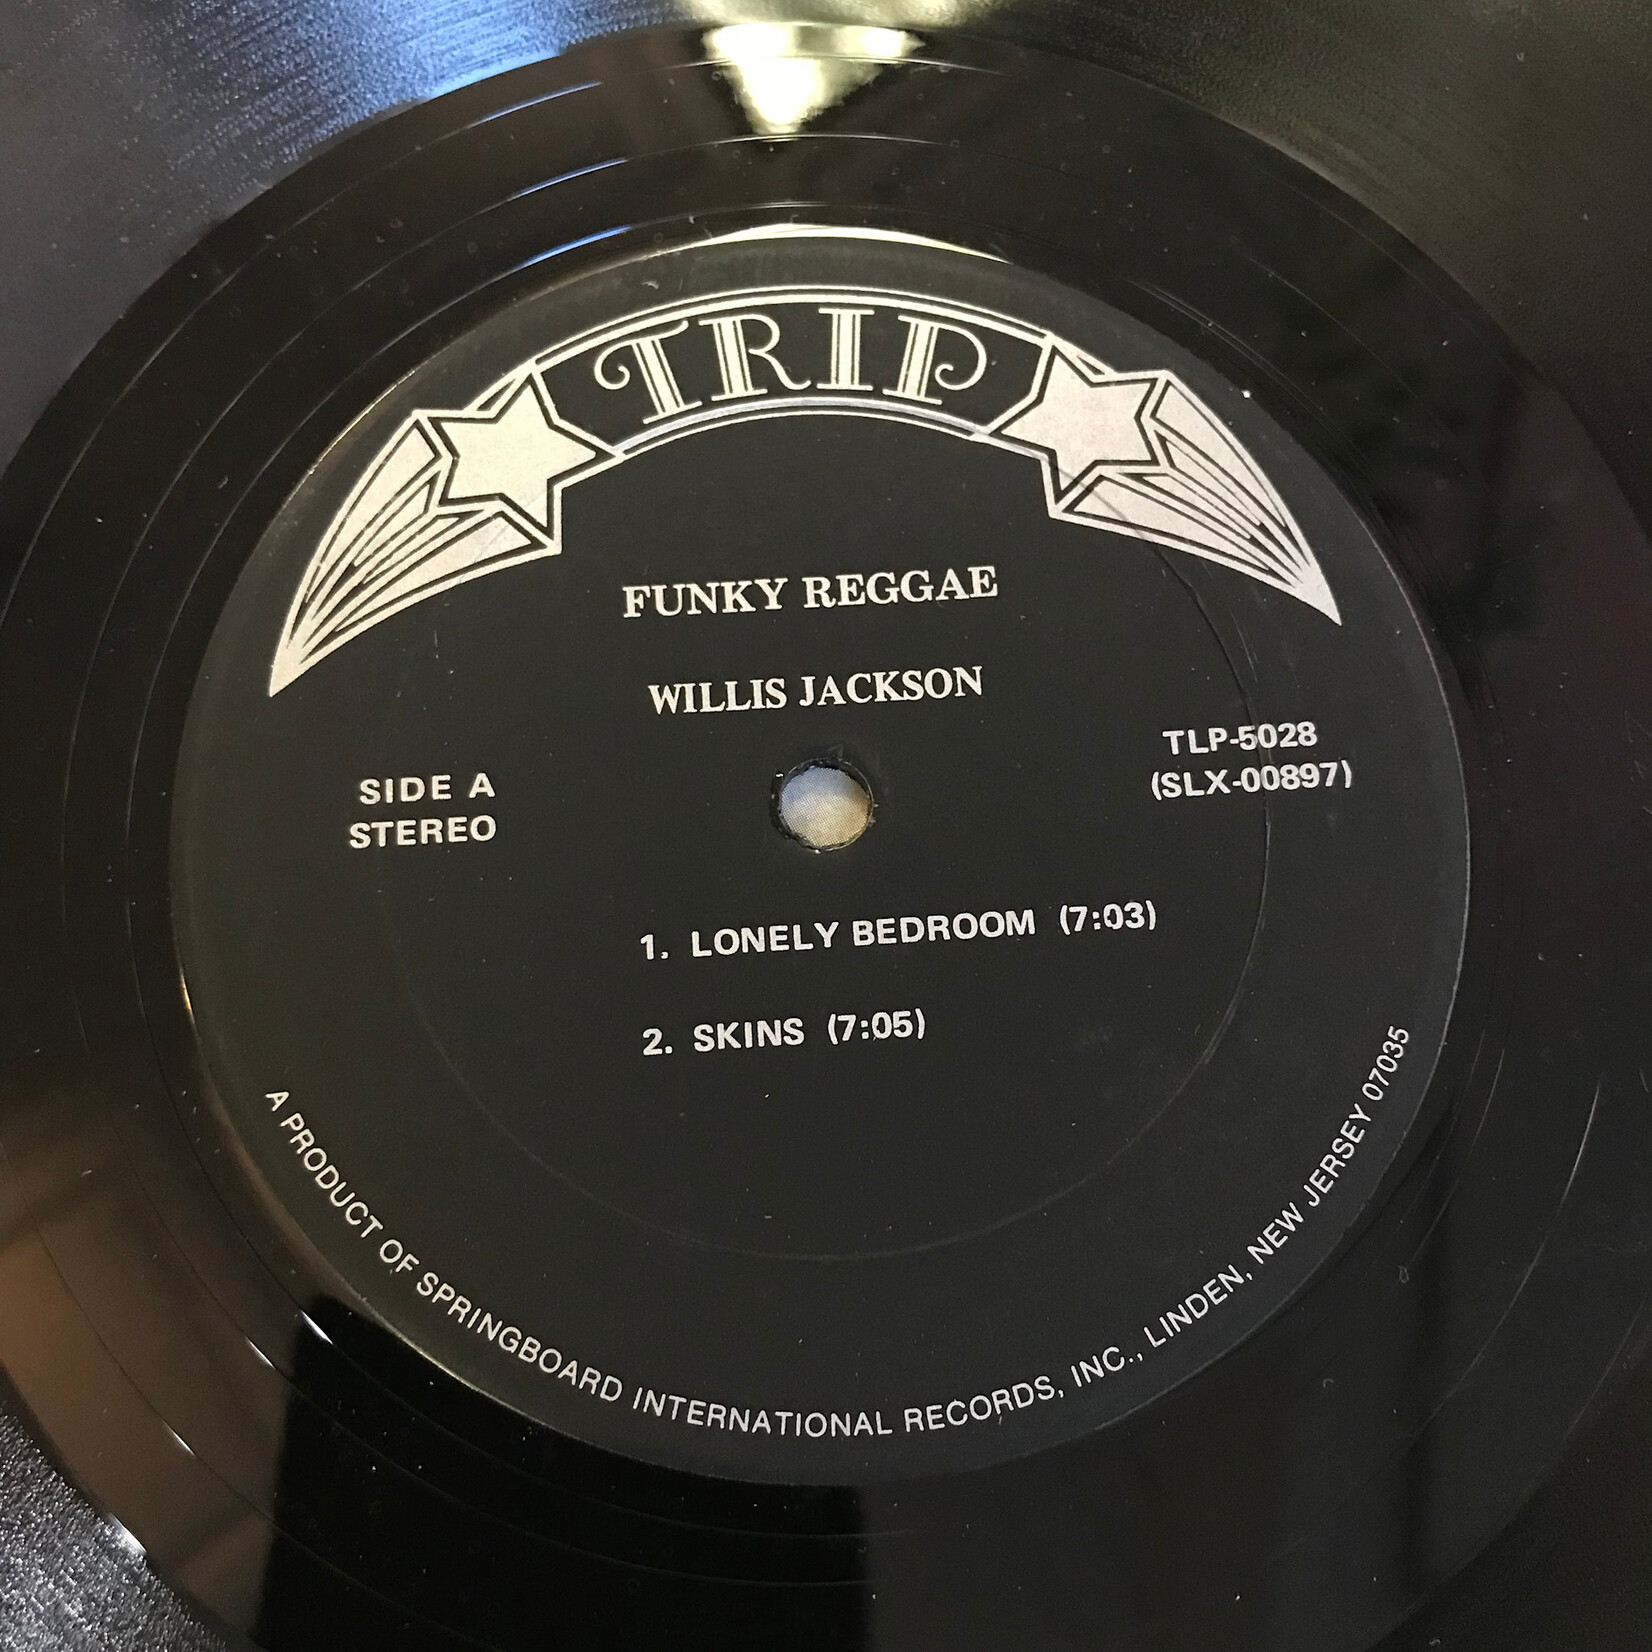 TRIP
FUNKY REGGAE
WILLIS JACKSON
SIDE A
STEREO
TLP-5028
(SLX-00897)
1. LONELY BEDROOM (7:03)
2. SKINS (7:05)
A PRODUCT OF SPRINGBOARD INTERNATIONAL RECORDS, INC., LINDEN, NEW JERSEY 07035